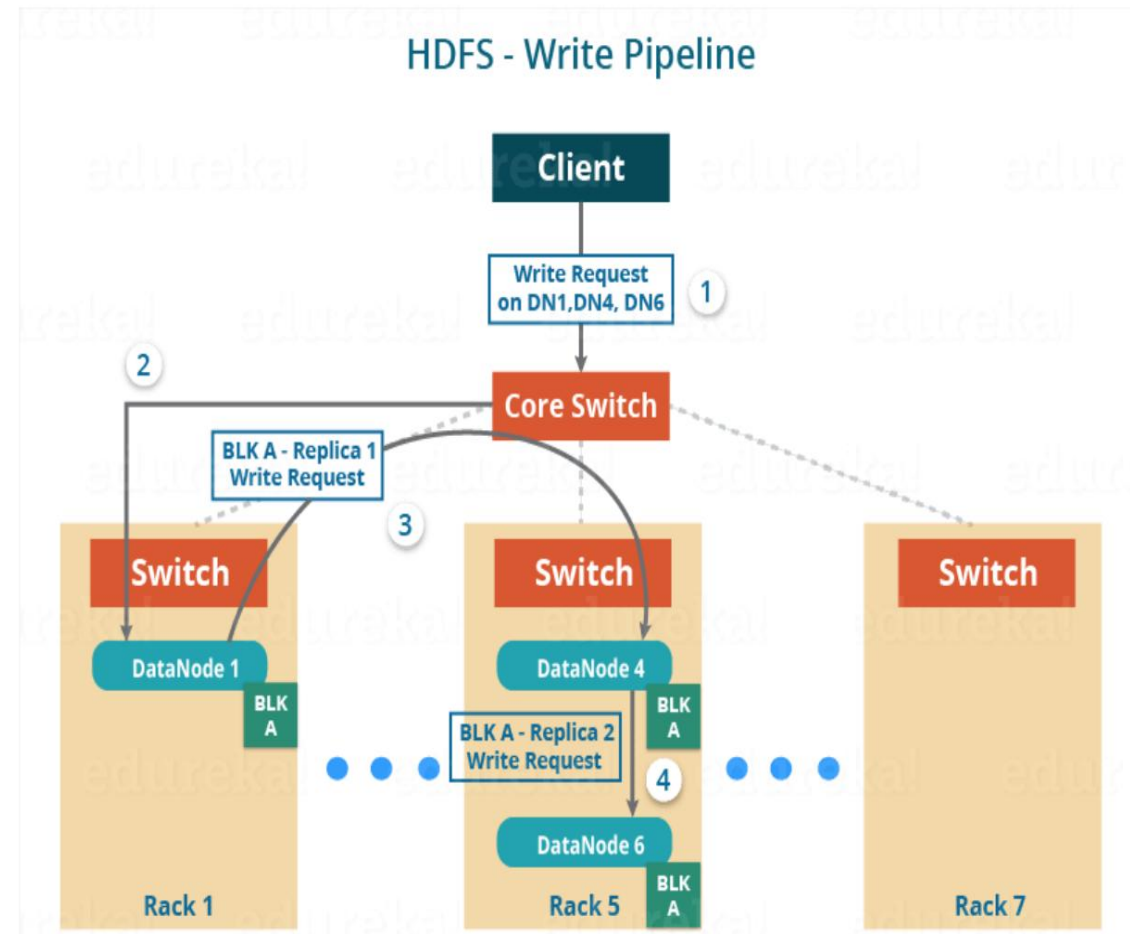 HDFS - Write Pipeline
Client
Write Request
on DN1,DN4, DN6
1
2
Core Switch
BLK A - Replica 1
Write Request
3
Switch
Switch
Switch
DataNode 1
DataNode 4
BLK
A
BLK
A
BLK A - Replica 2
Write Request
4
DataNode 6
BLK
A
Rack 1
Rack 5
Rack 7
edureka!